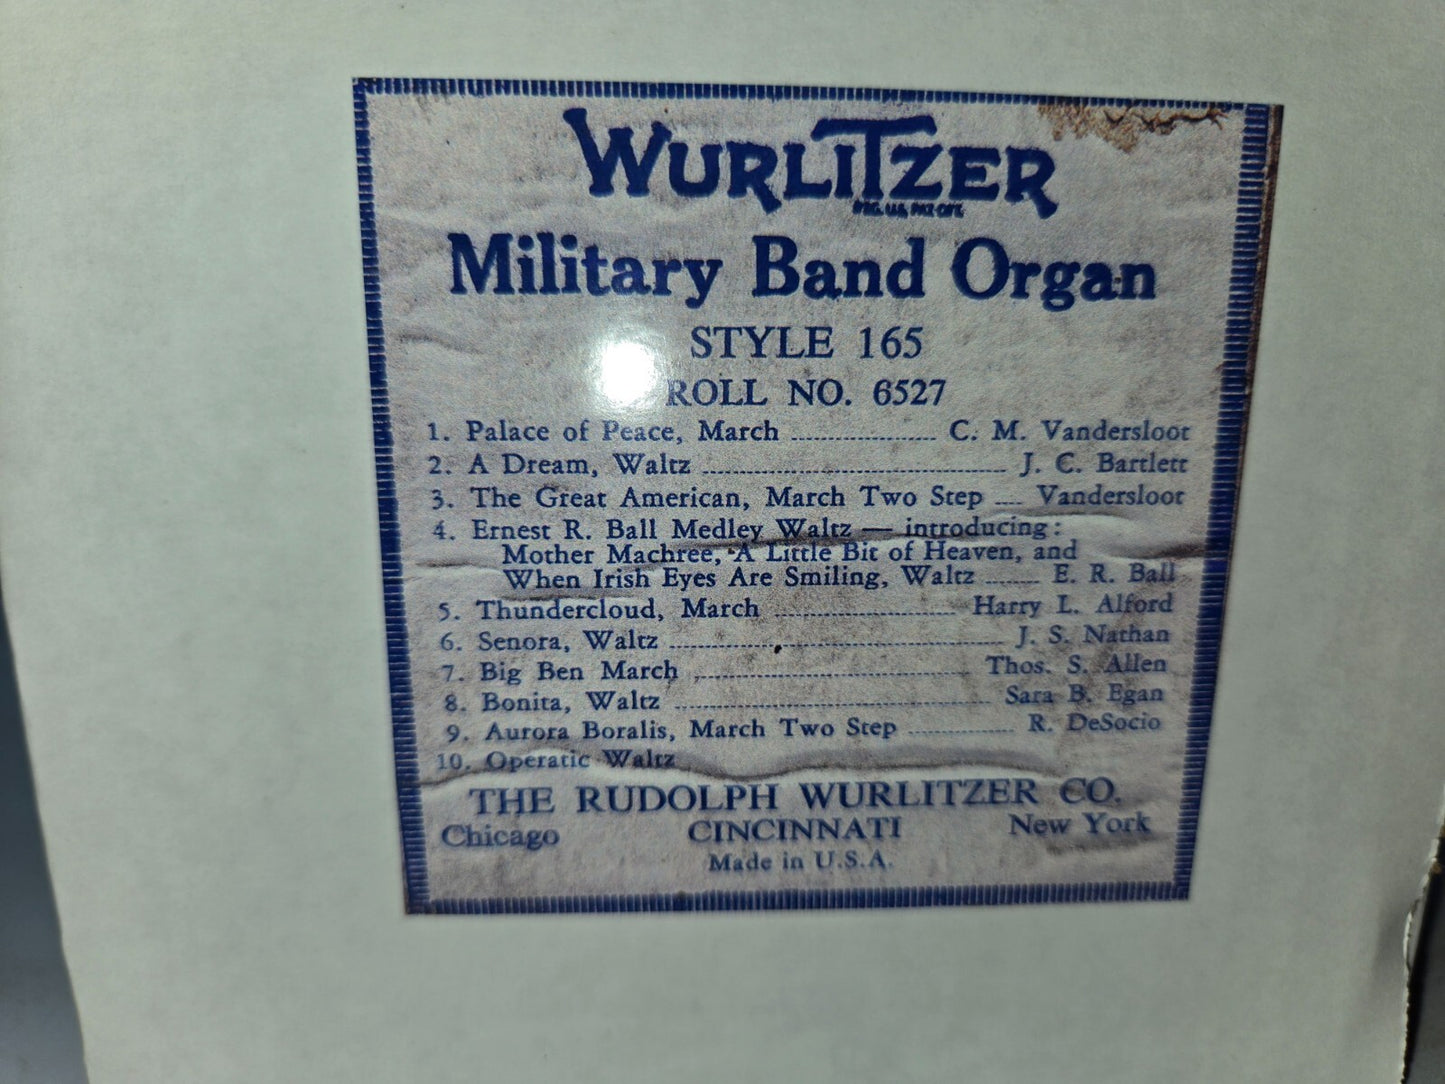 WURLITZER
REG. U.S. PAT. OFF.
Military Band Organ
STYLE 165
ROLL NO. 6527
1. Palace of Peace, March ........ C. M. Vandersloot
2. A Dream, Waltz ........ J. C. Bartlett
3. The Great American, March Two Step .... Vandersloot
4. Ernest R. Ball Medley Waltz — introducing:
Mother Machree, A Little Bit of Heaven, and
When Irish Eyes Are Smiling, Waltz ........ E. R. Ball
5. Thundercloud, March ........ Harry L. Alford
6. Senora, Waltz ........ J. S. Nathan
7. Big Ben March ........ Thos. S. Allen
8. Bonita, Waltz ........ Sara B. Egan
9. Aurora Boralis, March Two Step ........ R. DeSocio
10. Operatic Waltz
THE RUDOLPH WURLITZER CO.
Chicago CINCINNATI New York
Made in U.S.A.